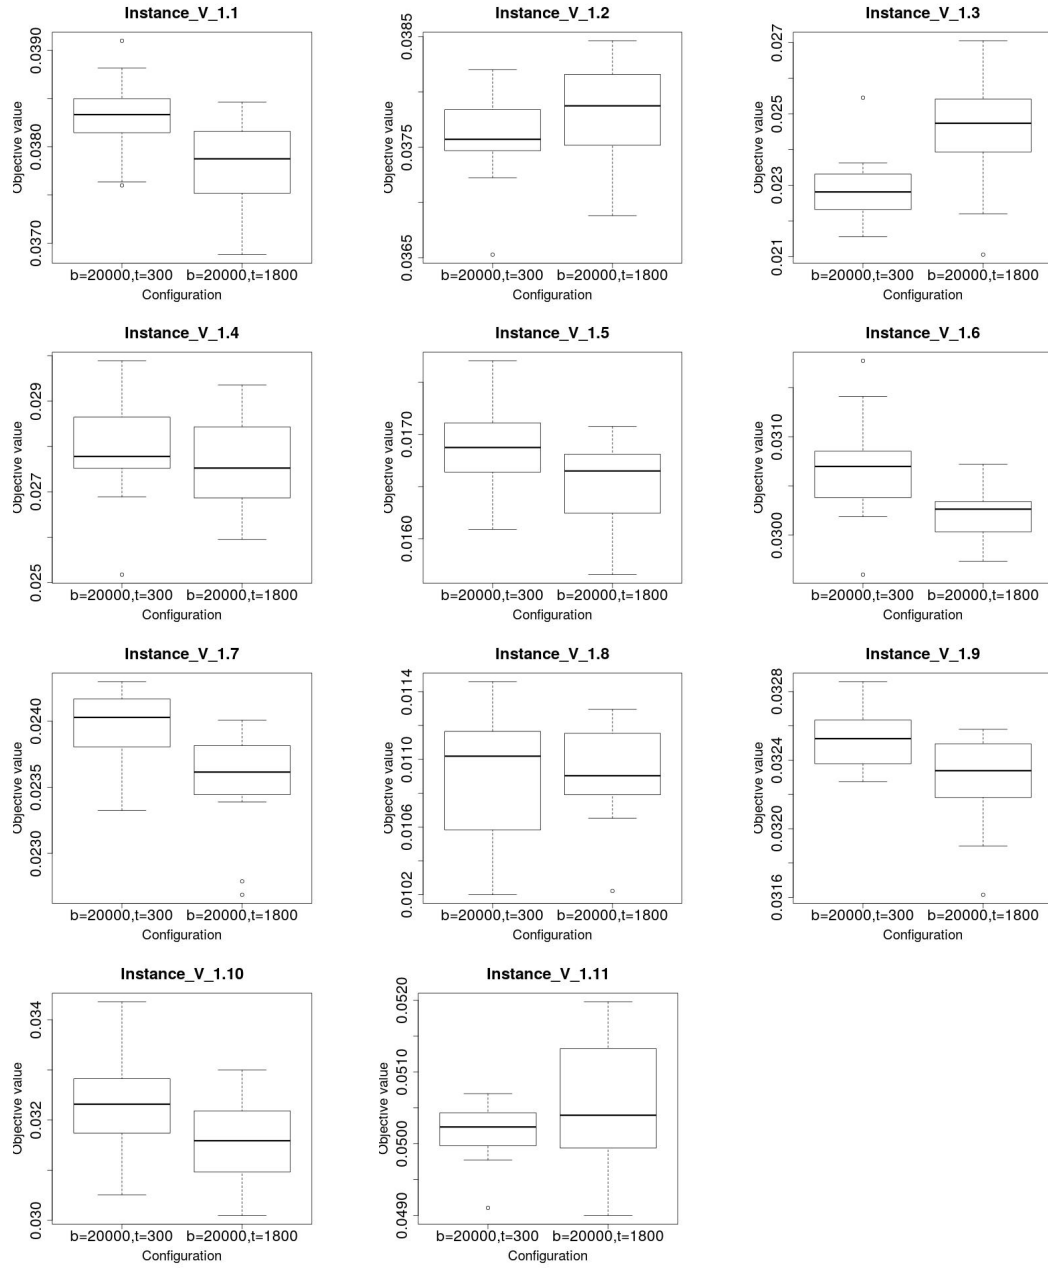 Instance_V_1.1
Objective value
0.0370
0.0380
0.0390
b=20000,t=300
b=20000,t=1800
Configuration
Instance_V_1.2
Objective value
0.0365
0.0375
0.0385
b=20000,t=300
b=20000,t=1800
Configuration
Instance_V_1.3
Objective value
0.021
0.023
0.025
0.027
b=20000,t=300
b=20000,t=1800
Configuration
Instance_V_1.4
Objective value
0.025
0.027
0.029
b=20000,t=300
b=20000,t=1800
Configuration
Instance_V_1.5
Objective value
0.0160
0.0170
b=20000,t=300
b=20000,t=1800
Configuration
Instance_V_1.6
Objective value
0.0300
0.0310
b=20000,t=300
b=20000,t=1800
Configuration
Instance_V_1.7
Objective value
0.0230
0.0235
0.0240
b=20000,t=300
b=20000,t=1800
Configuration
Instance_V_1.8
Objective value
0.0102
0.0106
0.0110
0.0114
b=20000,t=300
b=20000,t=1800
Configuration
Instance_V_1.9
Objective value
0.0316
0.0320
0.0324
0.0328
b=20000,t=300
b=20000,t=1800
Configuration
Instance_V_1.10
Objective value
0.030
0.032
0.034
b=20000,t=300
b=20000,t=1800
Configuration
Instance_V_1.11
Objective value
0.0490
0.0500
0.0510
0.0520
b=20000,t=300
b=20000,t=1800
Configuration